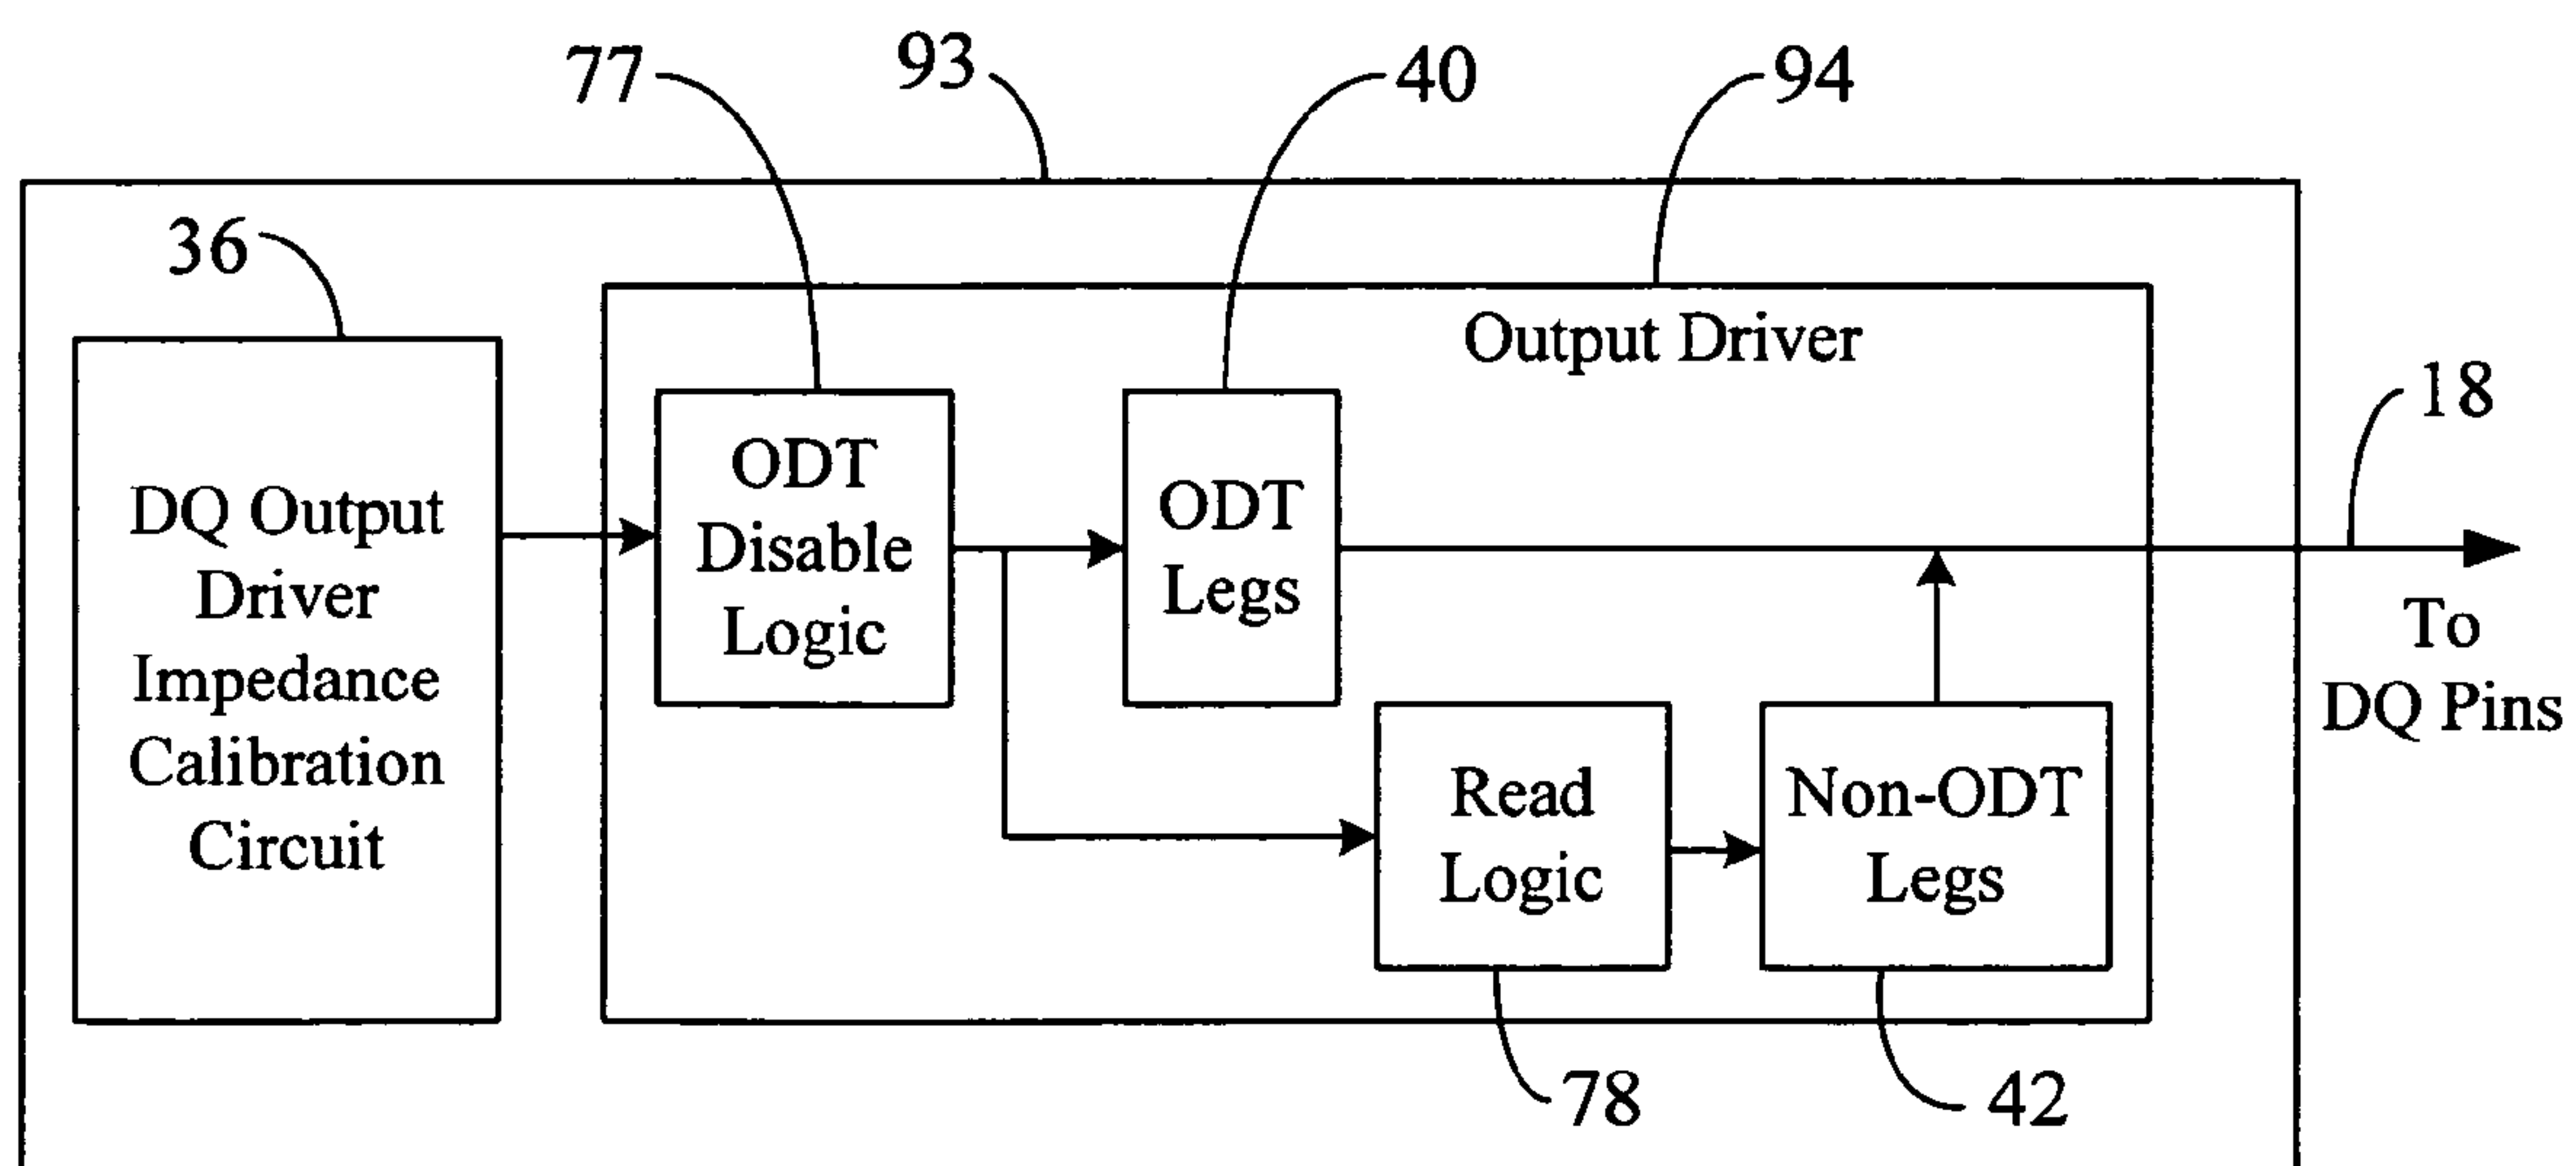 77
93
40
94
36
Output Driver
18
ODT
Disable
Logic
ODT
Legs
DQ Output
Driver
Impedance
Calibration
Circuit
To
DQ Pins
Read
Logic
Non-ODT
Legs
78
42